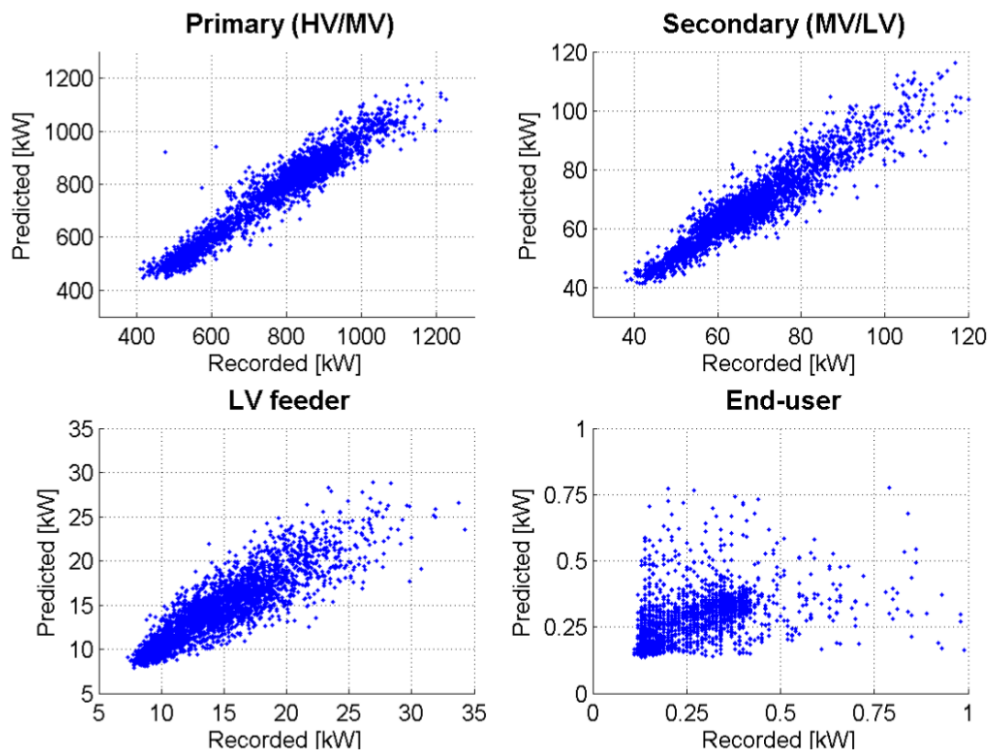 Primary (HV/MV)
Predicted [kW]
1200
1000
800
600
400
400 600 800 1000 1200
Recorded [kW]
Secondary (MV/LV)
Predicted [kW]
120
100
80
60
40
40 60 80 100 120
Recorded [kW]
LV feeder
Predicted [kW]
35
30
25
20
15
10
5
5 10 15 20 25 30 35
Recorded [kW]
End-user
Predicted [kW]
1
0.75
0.5
0.25
0
0 0.25 0.5 0.75 1
Recorded [kW]